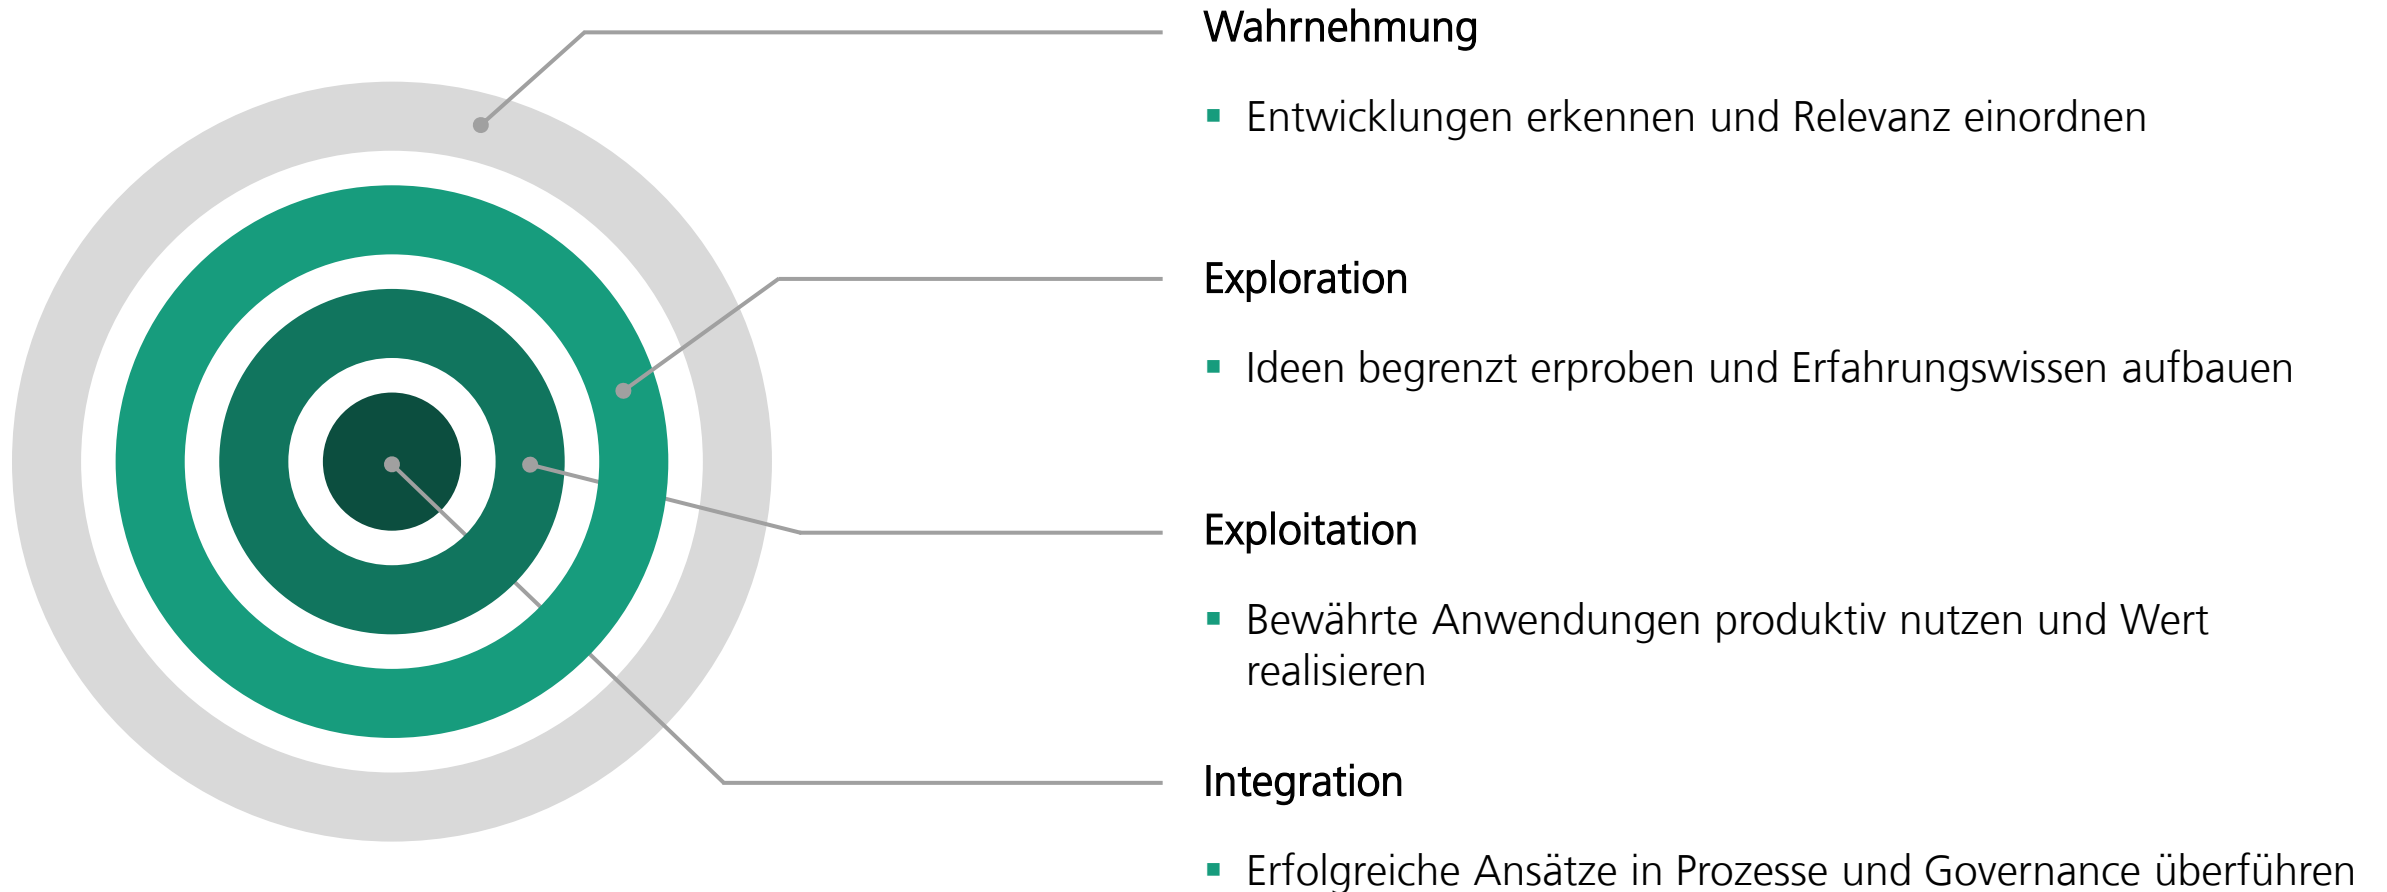 Wahrnehmung
▪ Entwicklungen erkennen und Relevanz einordnen
Exploration
▪ Ideen begrenzt erproben und Erfahrungswissen aufbauen
Exploitation
▪ Bewährte Anwendungen produktiv nutzen und Wert
realisieren
Integration
▪ Erfolgreiche Ansätze in Prozesse und Governance überführen